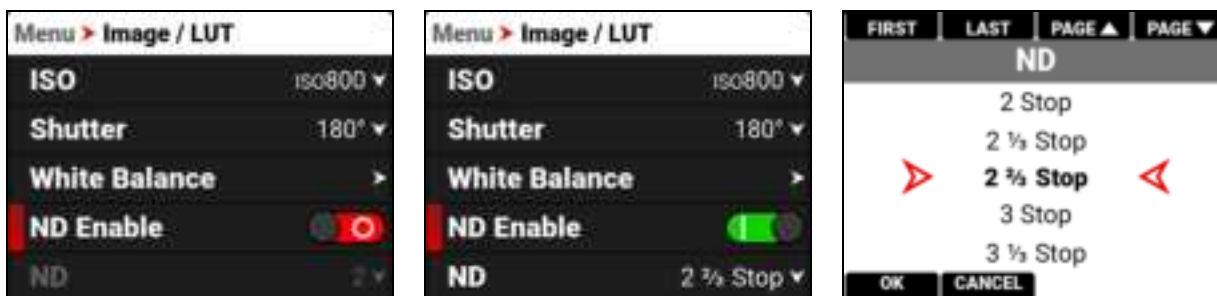 Menu ➤ Image / LUT
ISO ISO800
Shutter 180°
White Balance
ND Enable
ND 2
Menu ➤ Image / LUT
ISO ISO800
Shutter 180°
White Balance
ND Enable
ND 2 ⅔ Stop
FIRST LAST PAGE ▲ PAGE ▼
ND
2 Stop
2 ⅓ Stop
2 ⅔ Stop
3 Stop
3 ⅓ Stop
OK CANCEL